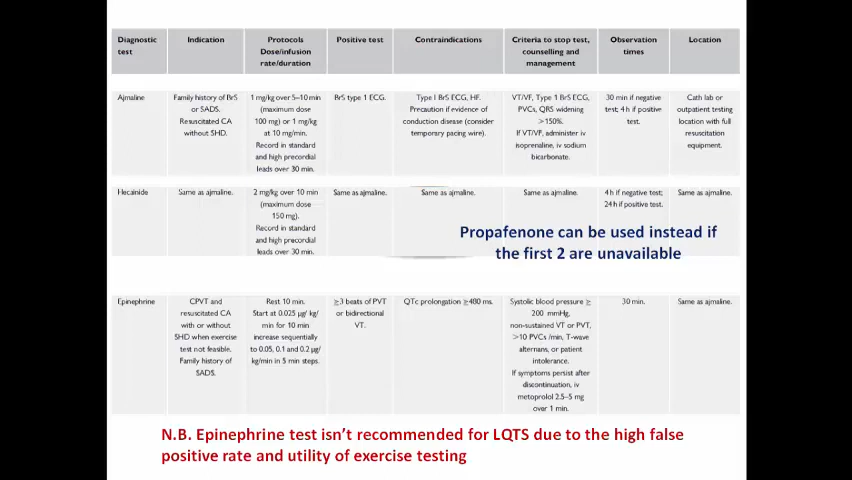 Diagnostic test
Indication
Protocols Dose/infusion rate/duration
Positive test
Contraindications
Criteria to stop test, counselling and management
Observation times
Location
Ajmaline
Family history of BrS or SADS. Resuscitated CA without SHD.
1 mg/kg over 5–10 min (maximum dose 100 mg) or 1 mg/kg at 10 mg/min. Record in standard and high precordial leads over 30 min.
BrS type 1 ECG.
Type I BrS ECG, HF. Precaution if evidence of conduction disease (consider temporary pacing wire).
VT/VF, Type 1 BrS ECG, PVCs, QRS widening >150%. If VT/VF, administer iv isoprenaline, iv sodium bicarbonate.
30 min if negative test; 4 h if positive test.
Cath lab or outpatient testing location with full resuscitation equipment.
Flecainide
Same as ajmaline.
2 mg/kg over 10 min (maximum dose 150 mg). Record in standard and high precordial leads over 30 min.
Same as ajmaline.
Same as ajmaline.
Same as ajmaline.
4 h if negative test; 24 h if positive test.
Same as ajmaline.
Propafenone can be used instead if
the first 2 are unavailable
Epinephrine
CPVT and resuscitated CA with or without SHD when exercise test not feasible. Family history of SADS.
Rest 10 min. Start at 0.025 µg/ kg/ min for 10 min increase sequentially to 0.05, 0.1 and 0.2 µg/ kg/min in 5 min steps.
≥3 beats of PVT or bidirectional VT.
QTc prolongation ≥480 ms.
Systolic blood pressure ≥ 200 mmHg, non-sustained VT or PVT, >10 PVCs /min, T-wave alternans, or patient intolerance. If symptoms persist after discontinuation, iv metoprolol 2.5–5 mg over 1 min.
30 min.
Same as ajmaline.
N.B. Epinephrine test isn't recommended for LQTS due to the high false
positive rate and utility of exercise testing